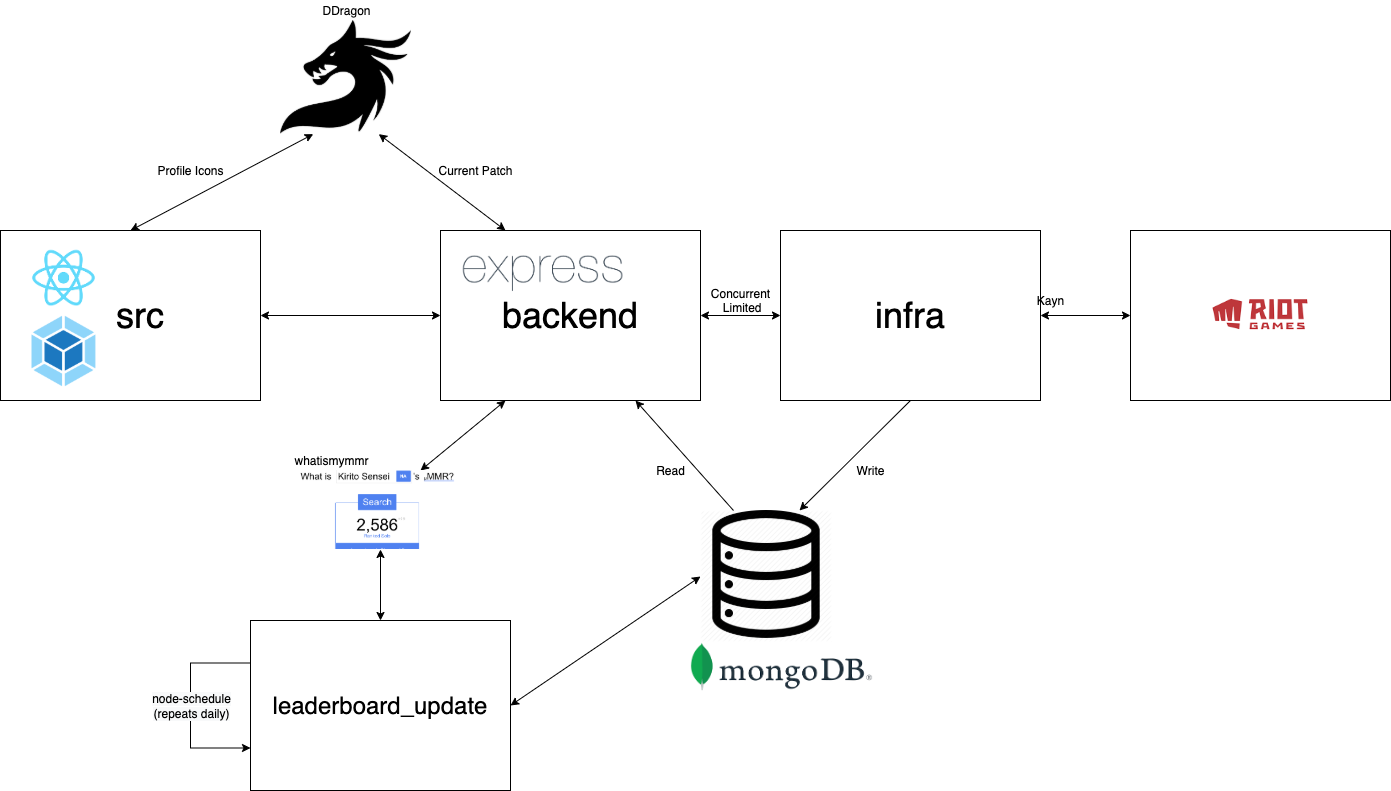 DDragon
Profile Icons
Current Patch
src
express
backend
Concurrent
Limited
infra
Kayn
RIOT
GAMES
whatismymmr
What is Kirito Sensei NA 's MMR?
Search
2,586
Read
Write
mongoDB
node-schedule
(repeats daily)
leaderboard_update